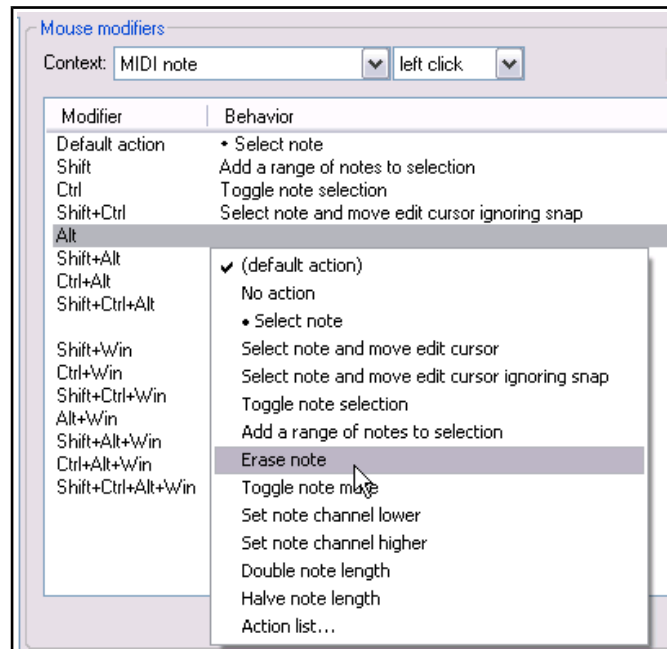 Mouse modifiers
Context: MIDI note left click
Modifier Behavior
Default action • Select note
Shift Add a range of notes to selection
Ctrl Toggle note selection
Shift+Ctrl Select note and move edit cursor ignoring snap
Alt
Shift+Alt
Ctrl+Alt
Shift+Ctrl+Alt
Shift+Win
Ctrl+Win
Shift+Ctrl+Win
Alt+Win
Shift+Alt+Win
Ctrl+Alt+Win
Shift+Ctrl+Alt+Win
✓ (default action)
No action
• Select note
Select note and move edit cursor
Select note and move edit cursor ignoring snap
Toggle note selection
Add a range of notes to selection
Erase note
Toggle note mute
Set note channel lower
Set note channel higher
Double note length
Halve note length
Action list...